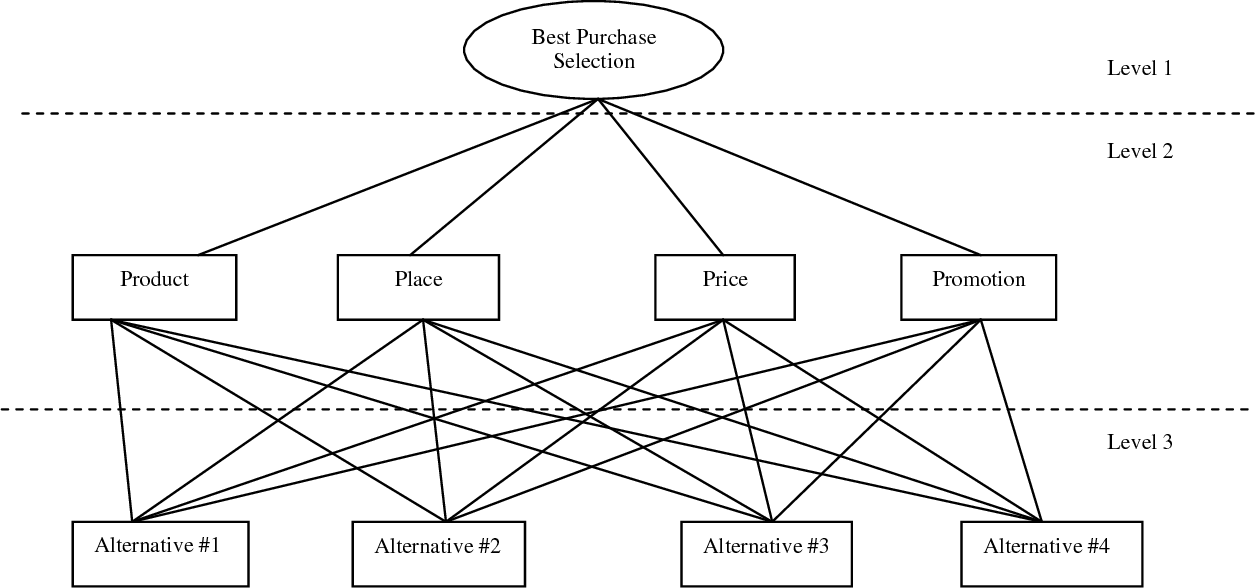 Best Purchase
Selection
Level 1
Level 2
Product
Place
Price
Promotion
Level 3
Alternative #1
Alternative #2
Alternative #3
Alternative #4